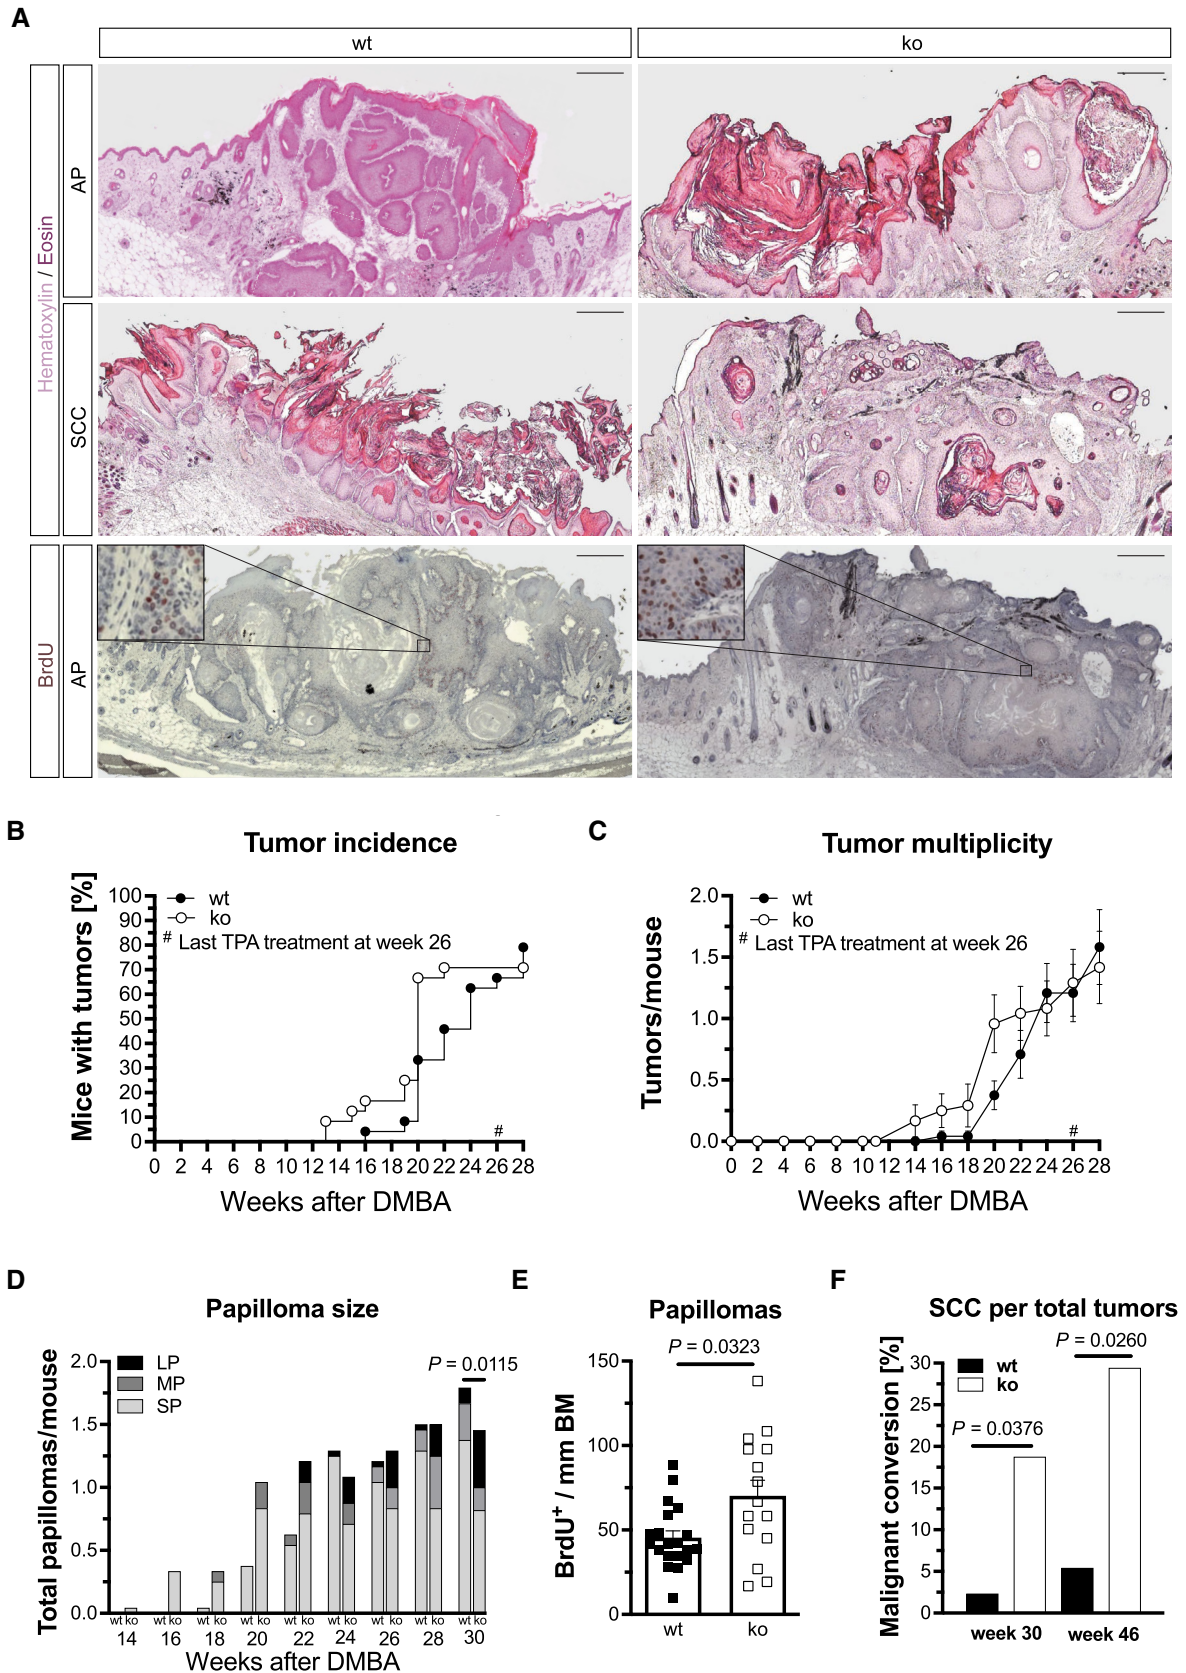 A
wt
ko
Hematoxylin / Eosin
AP
SCC
BrdU
AP
B
Tumor incidence
Mice with tumors [%]
100
90
80
70
60
50
40
30
20
10
0
wt
ko
# Last TPA treatment at week 26
#
0 2 4 6 8 10 12 14 16 18 20 22 24 26 28
Weeks after DMBA
C
Tumor multiplicity
Tumors/mouse
2.0
1.5
1.0
0.5
0.0
wt
ko
# Last TPA treatment at week 26
#
0 2 4 6 8 10 12 14 16 18 20 22 24 26 28
Weeks after DMBA
D
Papilloma size
Total papillomas/mouse
2.0
1.5
1.0
0.5
0.0
LP
MP
SP
P = 0.0115
wt ko wt ko wt ko wt ko wt ko wt ko wt ko wt ko wt ko
14 16 18 20 22 24 26 28 30
Weeks after DMBA
E
Papillomas
P = 0.0323
BrdU+ / mm BM
150
100
50
0
wt ko
F
SCC per total tumors
P = 0.0260
Malignant conversion [%]
30
25
20
15
10
5
0
wt
ko
P = 0.0376
week 30 week 46